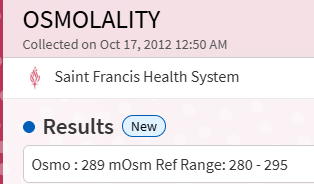 OSMOLALITY
Collected on Oct 17, 2012 12:50 AM
Saint Francis Health System
Results New
Osmo : 289 mOsm Ref Range: 280 - 295